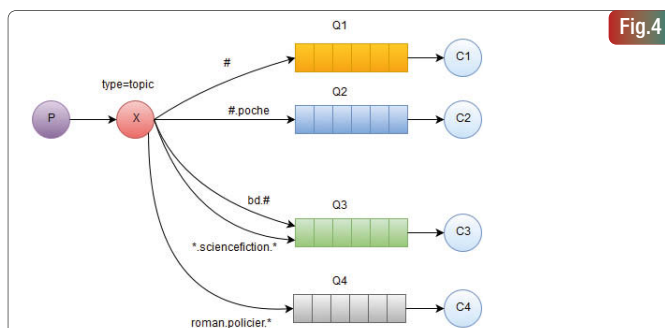 Fig.4
Q1
C1
#
type=topic
Q2
P
X
#.poche
C2
bd.#
Q3
C3
*.sciencefiction.*
Q4
roman.policier.*
C4